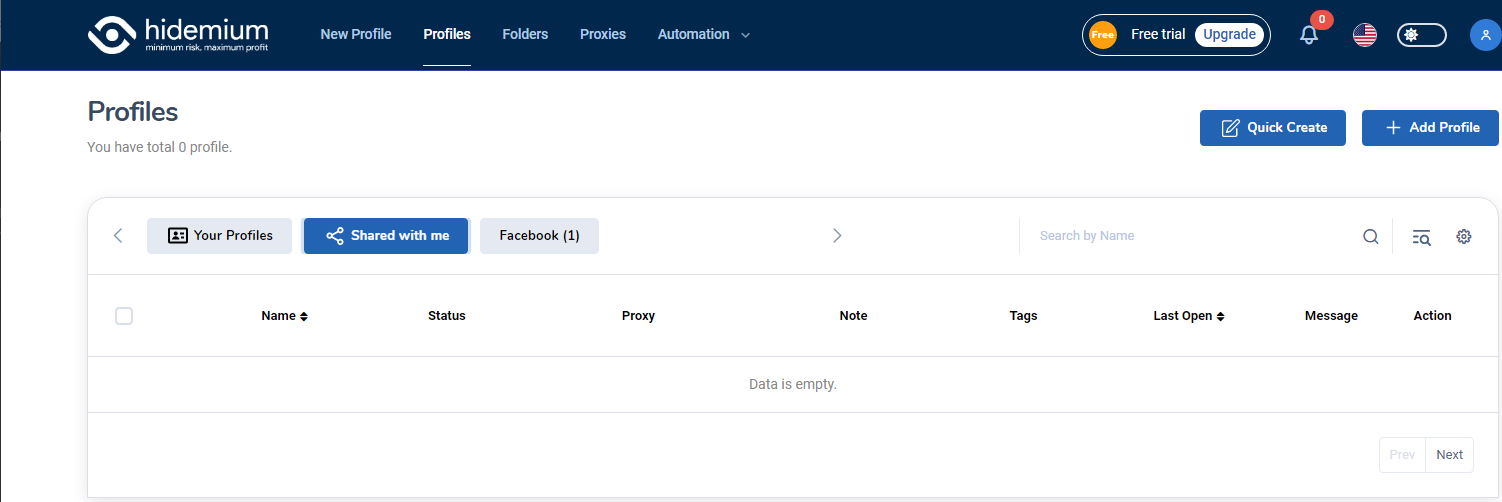 hidemium
minimum risk, maximum profit
New Profile Profiles Folders Proxies Automation Free Free trial Upgrade 0
Profiles
You have total 0 profile.
Quick Create Add Profile
Your Profiles Shared with me Facebook (1) Search by Name
Name Status Proxy Note Tags Last Open Message Action
Data is empty.
Prev Next